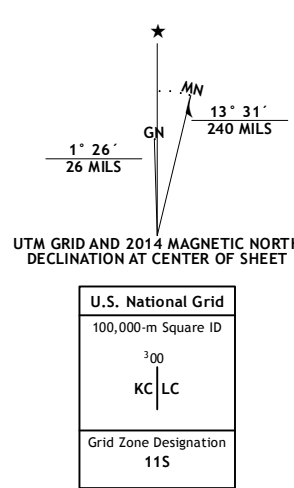 ★
MN
GN
13° 31´
240 MILS
1° 26´
26 MILS
UTM GRID AND 2014 MAGNETIC NORTH
DECLINATION AT CENTER OF SHEET
U.S. National Grid
100,000-m Square ID
³00
KC LC
Grid Zone Designation
11S